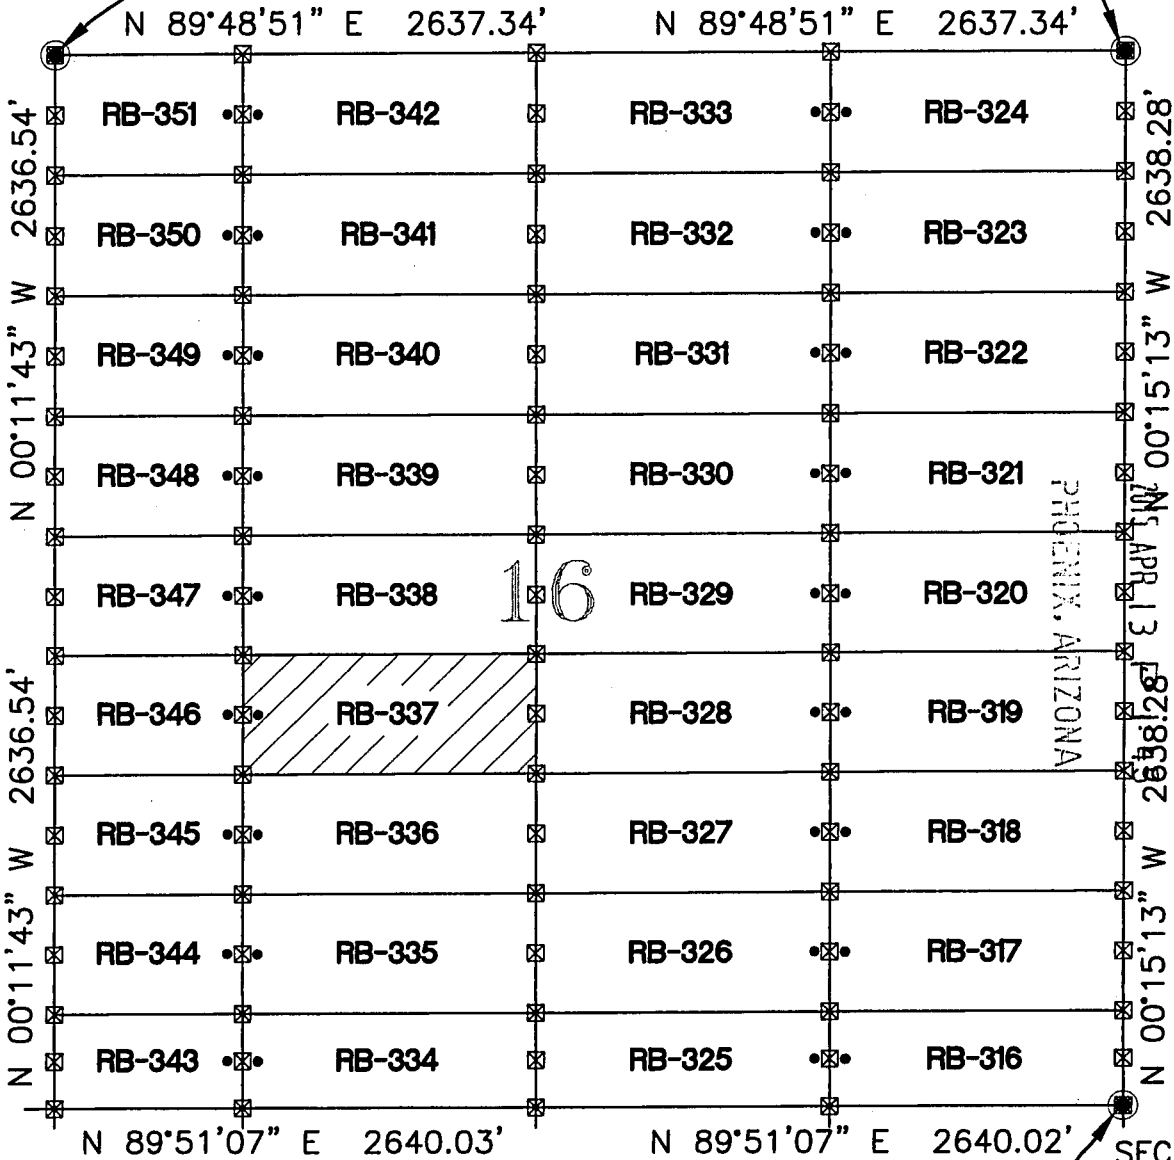 N 89°48'51" E 2637.34' N 89°48'51" E 2637.34'
RB-351 RB-342 RB-333 RB-324
RB-350 RB-341 RB-332 RB-323
RB-349 RB-340 RB-331 RB-322
RB-348 RB-339 RB-330 RB-321
RB-347 RB-338 16 RB-329 RB-320
RB-346 RB-337 RB-328 RB-319
RB-345 RB-336 RB-327 RB-318
RB-344 RB-335 RB-326 RB-317
RB-343 RB-334 RB-325 RB-316
N 89°51'07" E 2640.03' N 89°51'07" E 2640.02'
SEC
N 00°11'43" W 2636.54'
N 00°11'43" W 2636.54'
N 00°15'13" W 2638.28'
N 00°15'13" W 2638.28'
APR 13
PHOENIX, ARIZONA